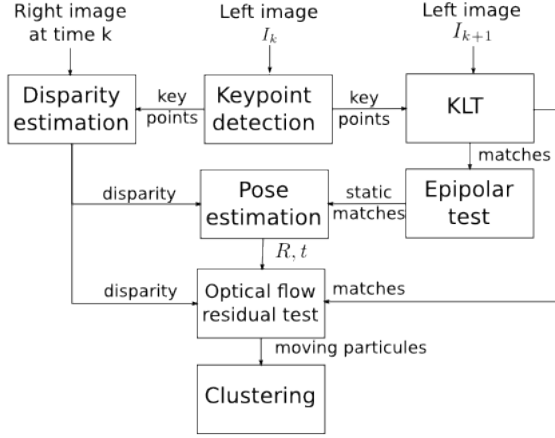 Right image
at time k
Left image
I_k
Left image
I_{k+1}
Disparity
estimation
key
points
Keypoint
detection
key
points
KLT
matches
disparity
Pose
estimation
static
matches
Epipolar
test
R, t
disparity
Optical flow
residual test
matches
moving particules
Clustering